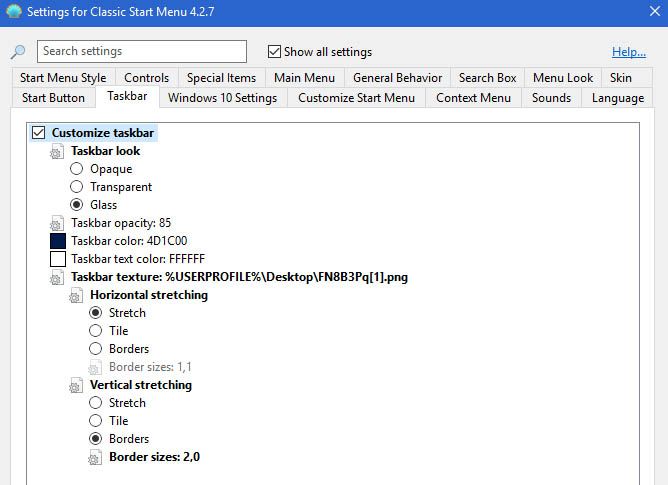 Settings for Classic Start Menu 4.2.7
Search settings
Show all settings
Help...
Start Menu Style Controls Special Items Main Menu General Behavior Search Box Menu Look Skin
Start Button Taskbar Windows 10 Settings Customize Start Menu Context Menu Sounds Language
Customize taskbar
Taskbar look
Opaque
Transparent
Glass
Taskbar opacity: 85
Taskbar color: 4D1C00
Taskbar text color: FFFFFF
Taskbar texture: %USERPROFILE%\Desktop\FN8B3Pq[1].png
Horizontal stretching
Stretch
Tile
Borders
Border sizes: 1,1
Vertical stretching
Stretch
Tile
Borders
Border sizes: 2,0